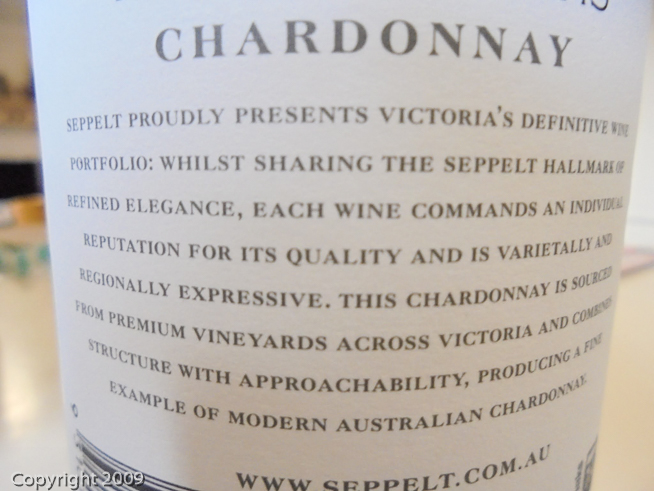 CHARDONNAY
SEPPELT PROUDLY PRESENTS VICTORIA'S DEFINITIVE WINE
PORTFOLIO: WHILST SHARING THE SEPPELT HALLMARK OF
REFINED ELEGANCE, EACH WINE COMMANDS AN INDIVIDUAL
REPUTATION FOR ITS QUALITY AND IS VARIETALLY AND
REGIONALLY EXPRESSIVE. THIS CHARDONNAY IS SOURCED
FROM PREMIUM VINEYARDS ACROSS VICTORIA AND COMBINES
STRUCTURE WITH APPROACHABILITY, PRODUCING A FINE
EXAMPLE OF MODERN AUSTRALIAN CHARDONNAY.
WWW.SEPPELT.COM.AU
Copyright 2009